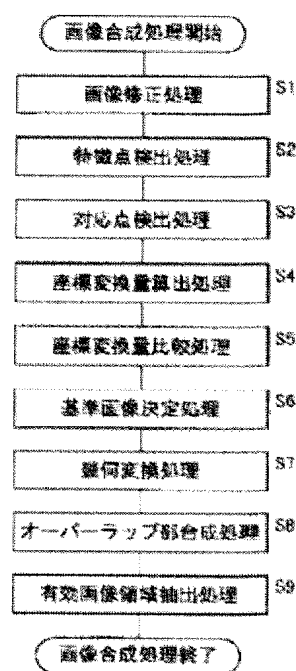 画像合成処理開始
画像修正処理 S1
特徴点検出処理 S2
対応点検出処理 S3
座標変換量算出処理 S4
座標変換量比較処理 S5
基準画像決定処理 S6
幾何変換処理 S7
オーバーラップ部合成処理 S8
有効画像領域抽出処理 S9
画像合成処理終了